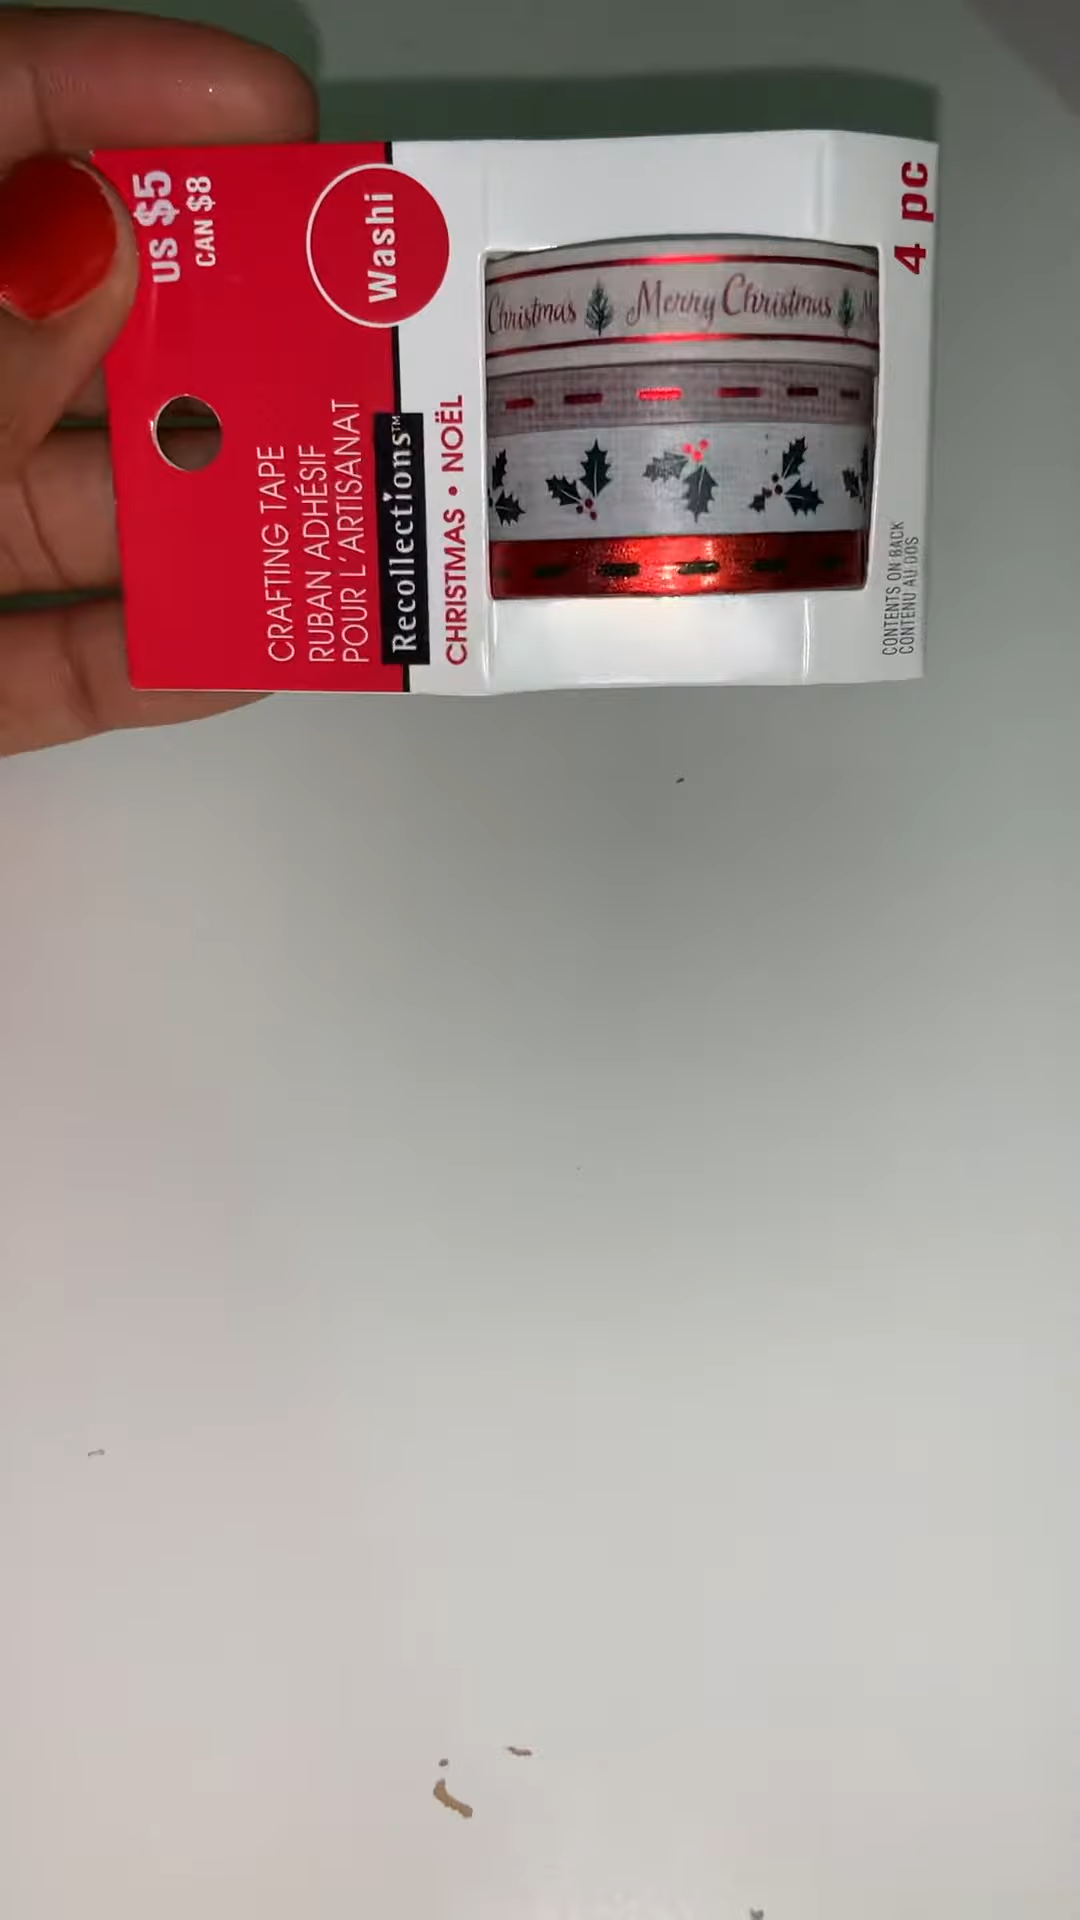 US $5
CAN $8
Washi
CRAFTING TAPE
RUBAN ADHÉSIF
POUR L'ARTISANAT
Recollections™
CHRISTMAS • NOËL
Christmas Merry Christmas M
4 pc
CONTENTS ON BACK
CONTENU AU DOS